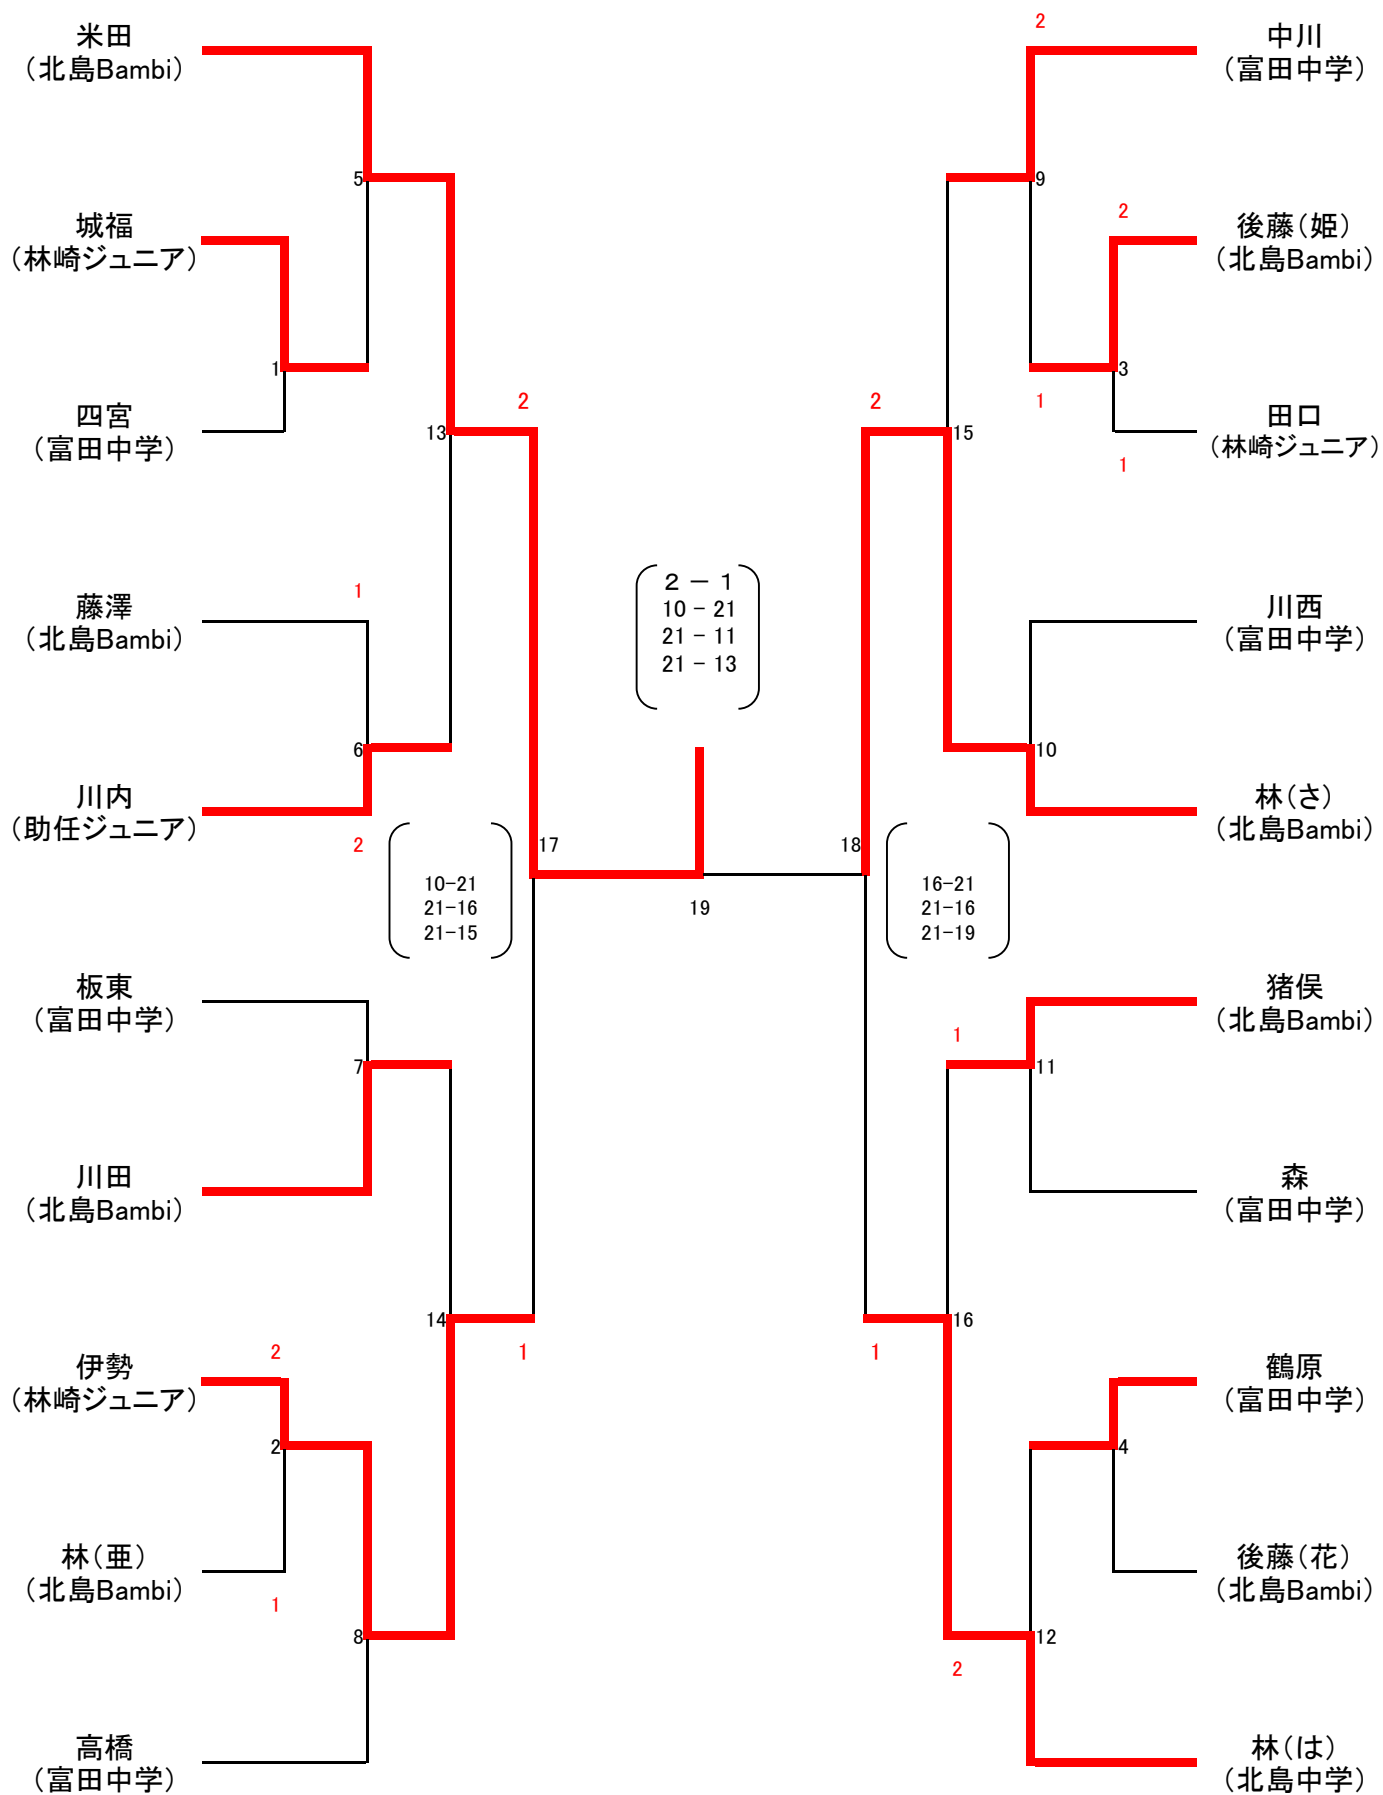 米田
（北島Bambi）
5
城福
（林崎ジュニア）
1
四宮
（富田中学）
13
2
藤澤
（北島Bambi）
1
6
川内
（助任ジュニア）
2
17
10-21
21-16
21-15
板東
（富田中学）
7
川田
（北島Bambi）
14
1
伊勢
（林崎ジュニア）
2
2
林（亜）
（北島Bambi）
1
8
高橋
（富田中学）
2 － 1
10 － 21
21 － 11
21 － 13
19
2
中川
（富田中学）
9
2
後藤（姫）
（北島Bambi）
3
1
田口
（林崎ジュニア）
1
2
15
川西
（富田中学）
10
林（さ）
（北島Bambi）
18
16-21
21-16
21-19
猪俣
（北島Bambi）
1
11
森
（富田中学）
16
1
鶴原
（富田中学）
4
後藤（花）
（北島Bambi）
12
2
林（は）
（北島中学）